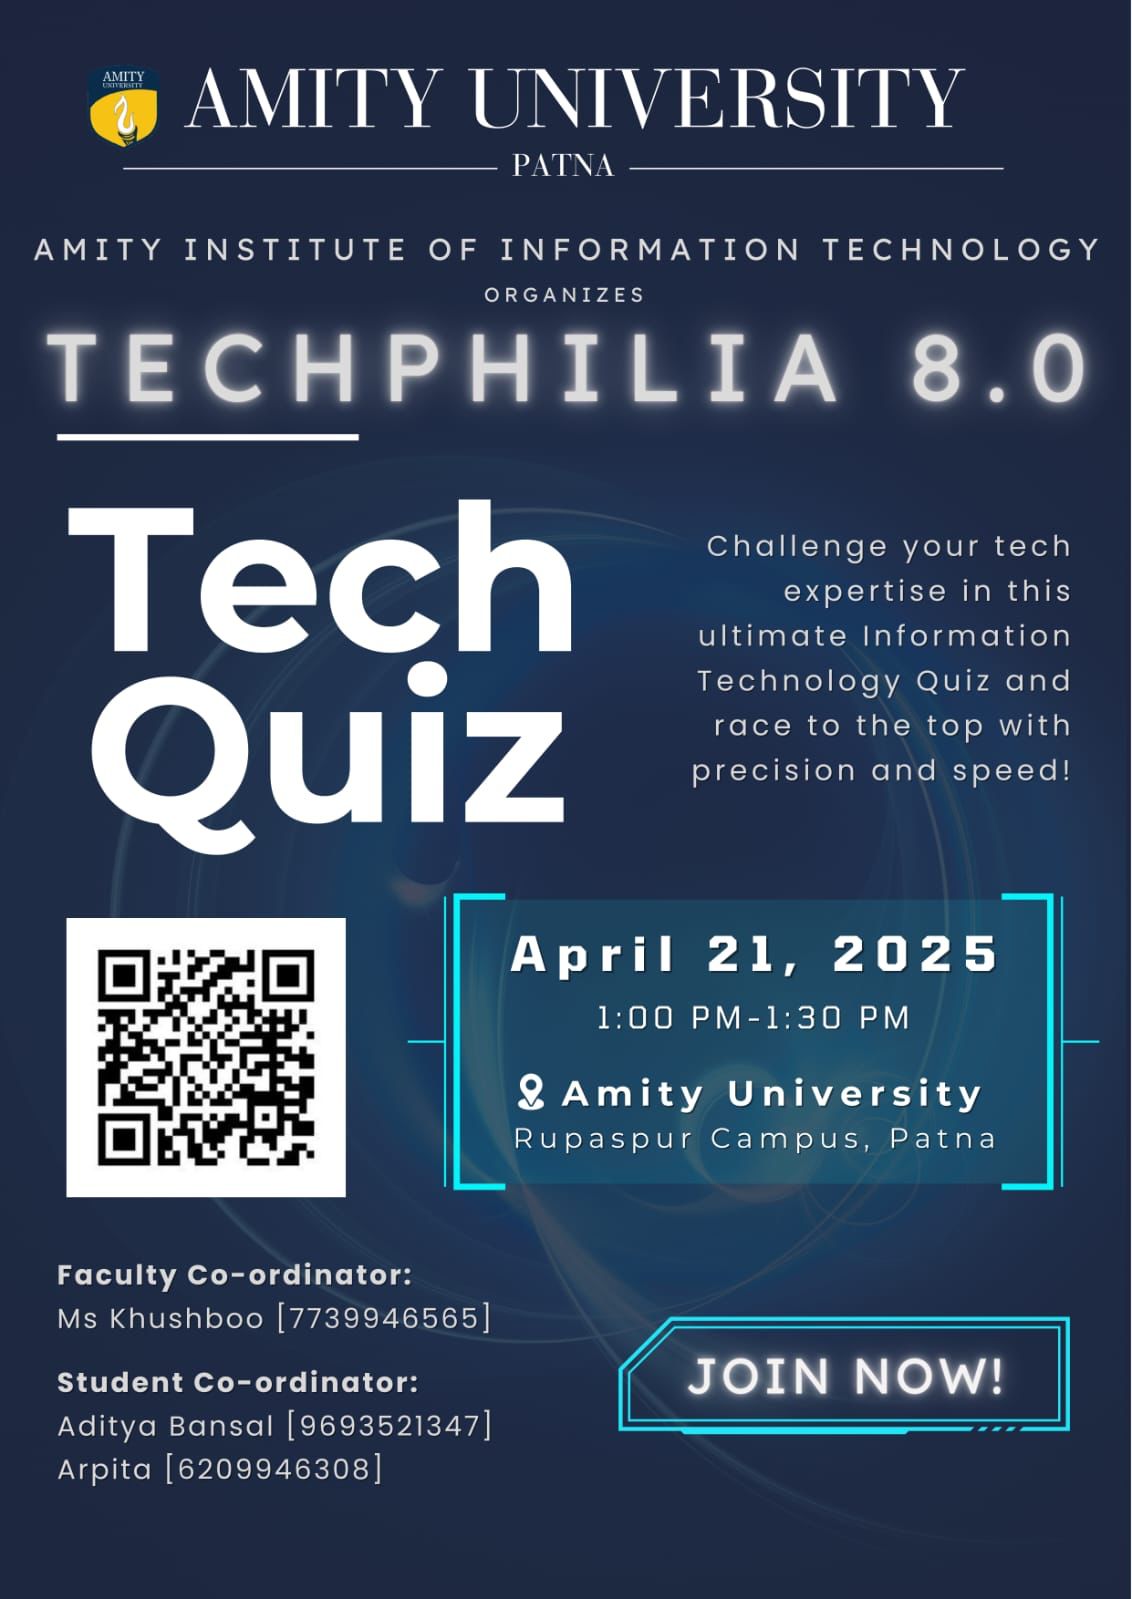 AMITY
UNIVERSITY
AMITY UNIVERSITY
PATNA
AMITY INSTITUTE OF INFORMATION TECHNOLOGY
ORGANIZES
TECHPHILIA 8.0
Tech
Quiz
Challenge your tech
expertise in this
ultimate Information
Technology Quiz and
race to the top with
precision and speed!
April 21, 2025
1:00 PM-1:30 PM
Amity University
Rupaspur Campus, Patna
Faculty Co-ordinator:
Ms Khushboo [7739946565]
Student Co-ordinator:
Aditya Bansal [9693521347]
Arpita [6209946308]
JOIN NOW!